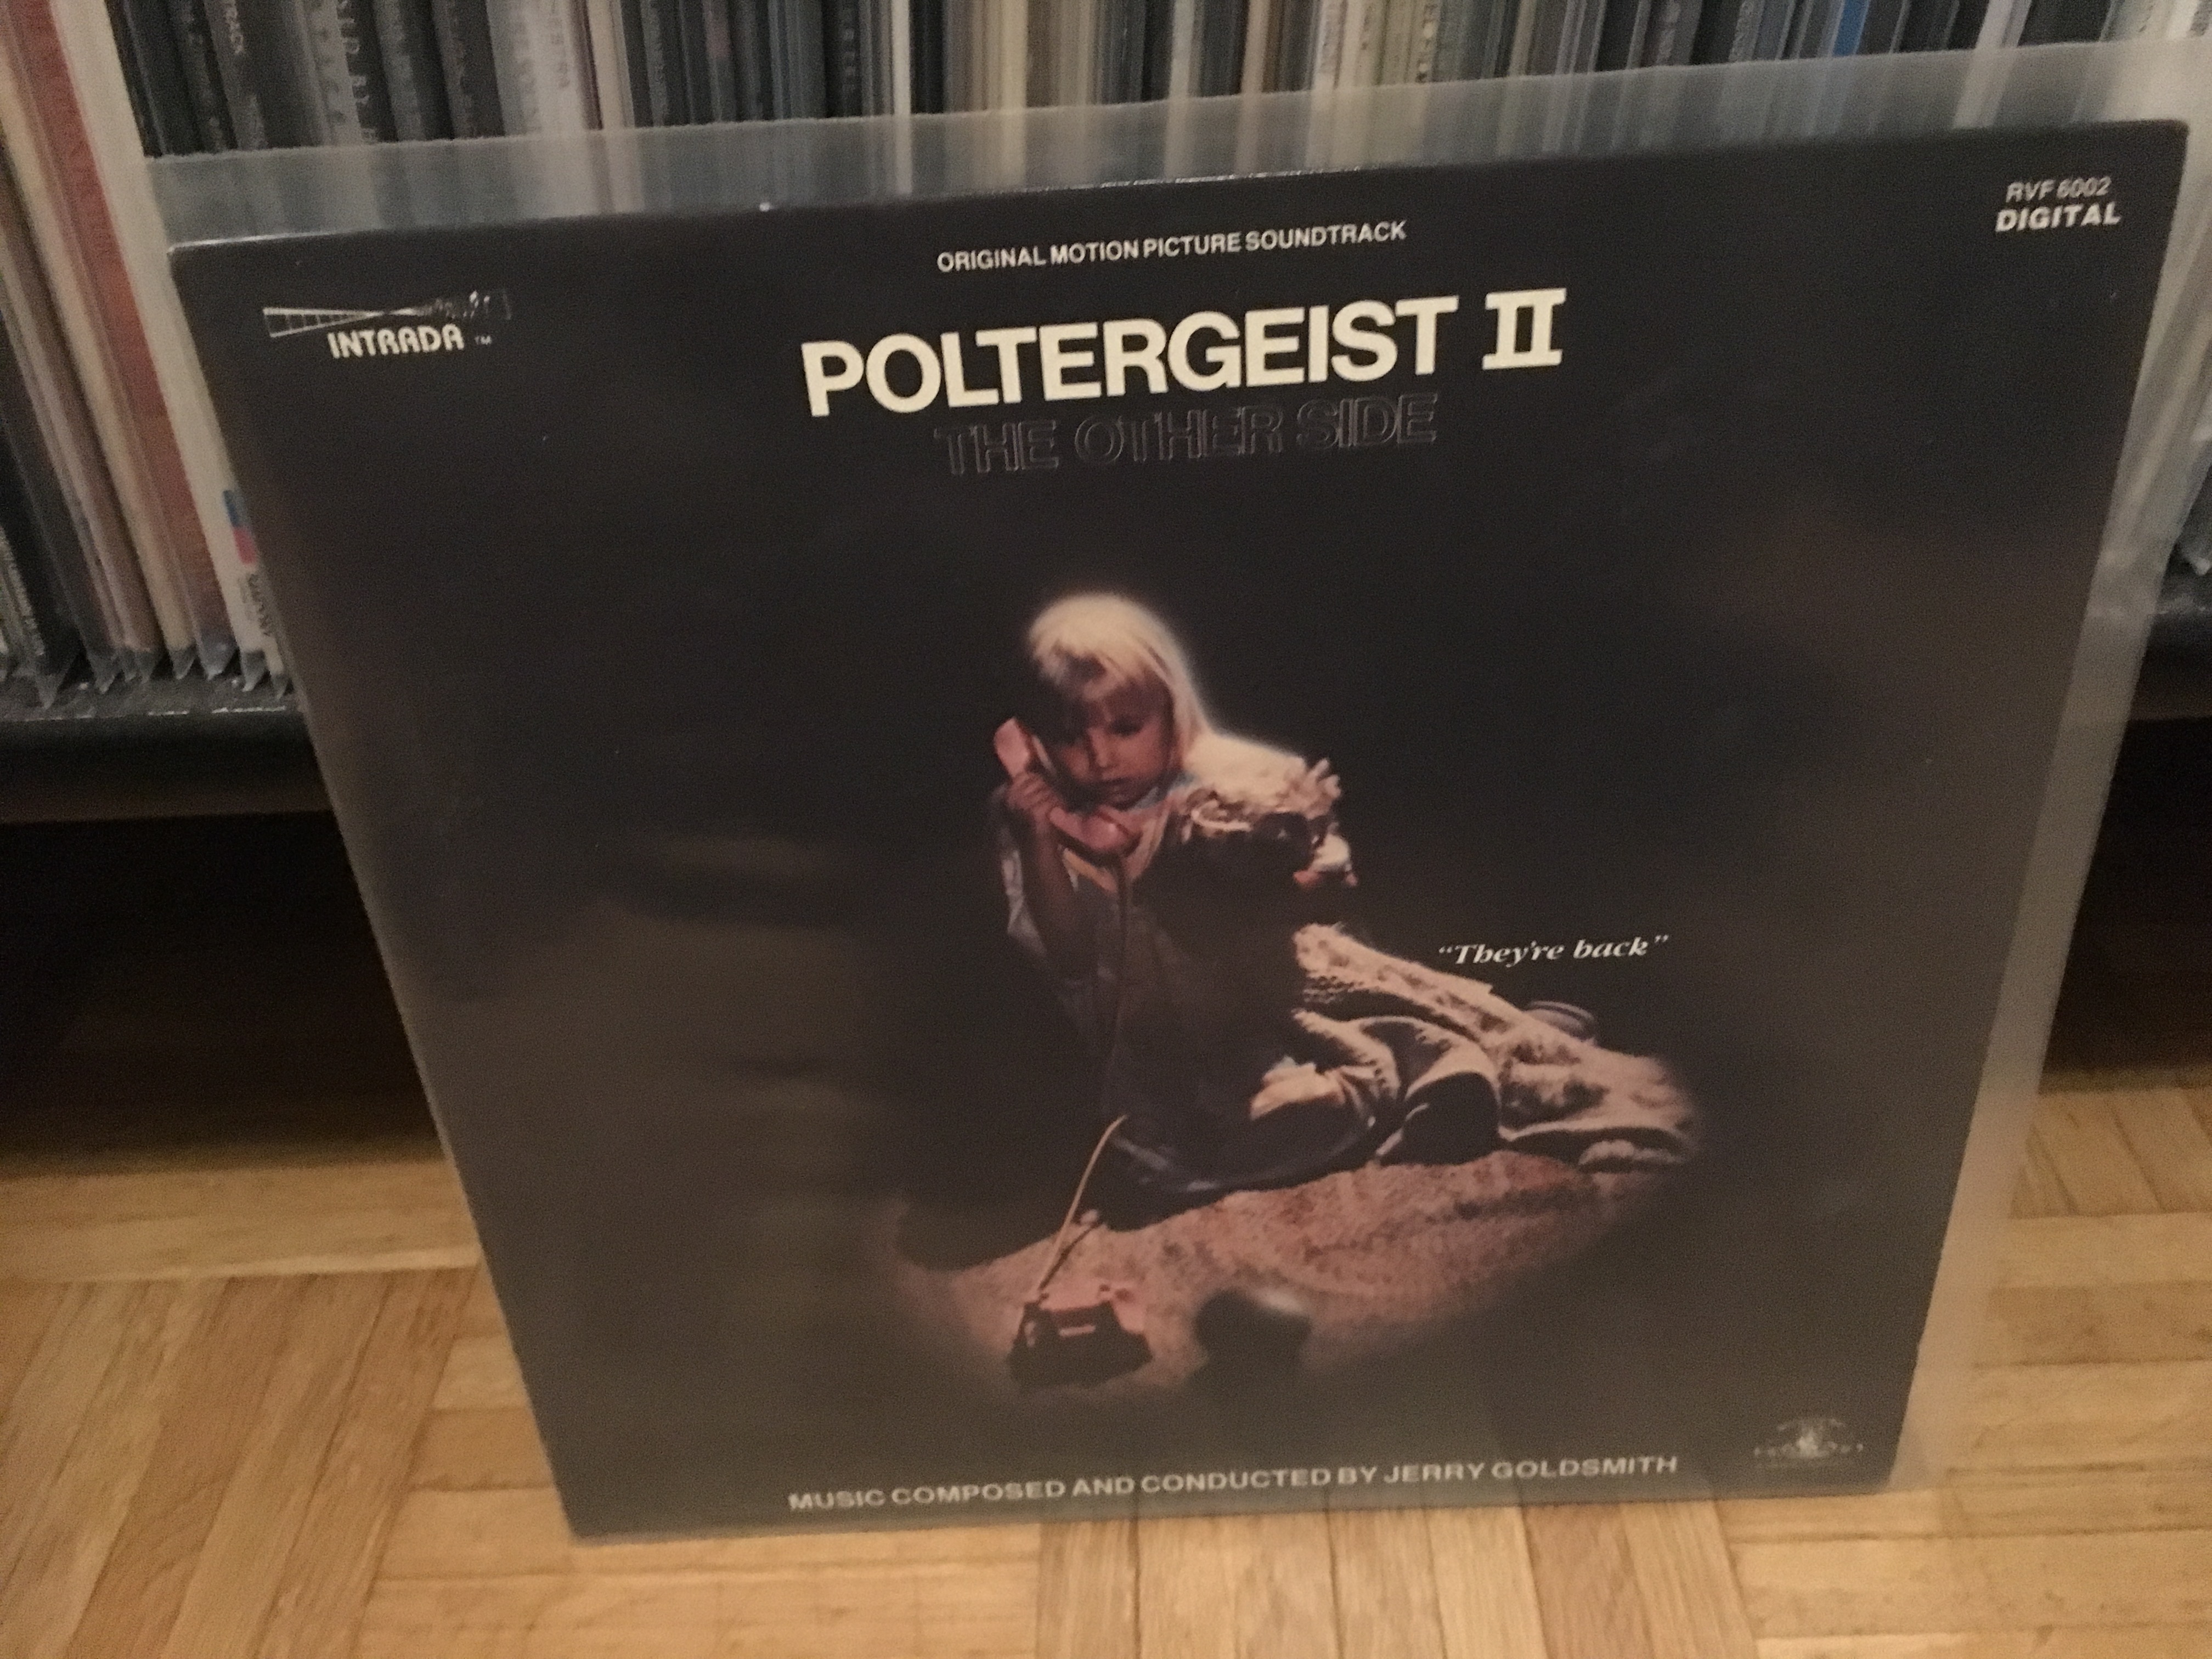 RVF 6002
DIGITAL
ORIGINAL MOTION PICTURE SOUNDTRACK
INTRADA ™
POLTERGEIST II
THE OTHER SIDE
“They’re back”
MUSIC COMPOSED AND CONDUCTED BY JERRY GOLDSMITH